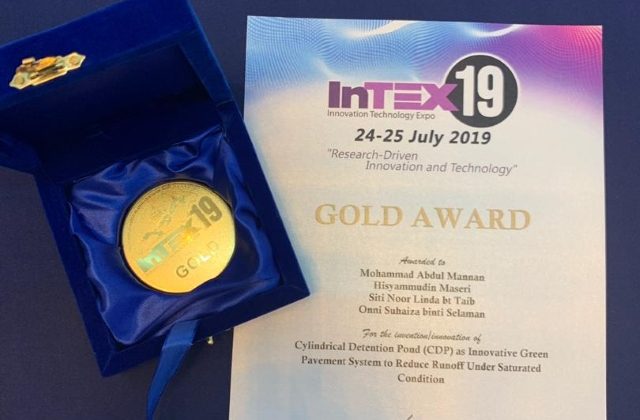 InTEX19
GOLD
InTEX19
Innovation Technology Expo
24-25 July 2019
"Research-Driven
Innovation and Technology"
GOLD AWARD
Awarded to
Mohammad Abdul Mannan
Hisyammudin Maseri
Siti Noor Linda bt Taib
Onni Suhaiza binti Selaman
For the invention/innovation of
Cylindrical Detention Pond (CDP) as Innovative Green
Pavement System to Reduce Runoff Under Saturated
Condition